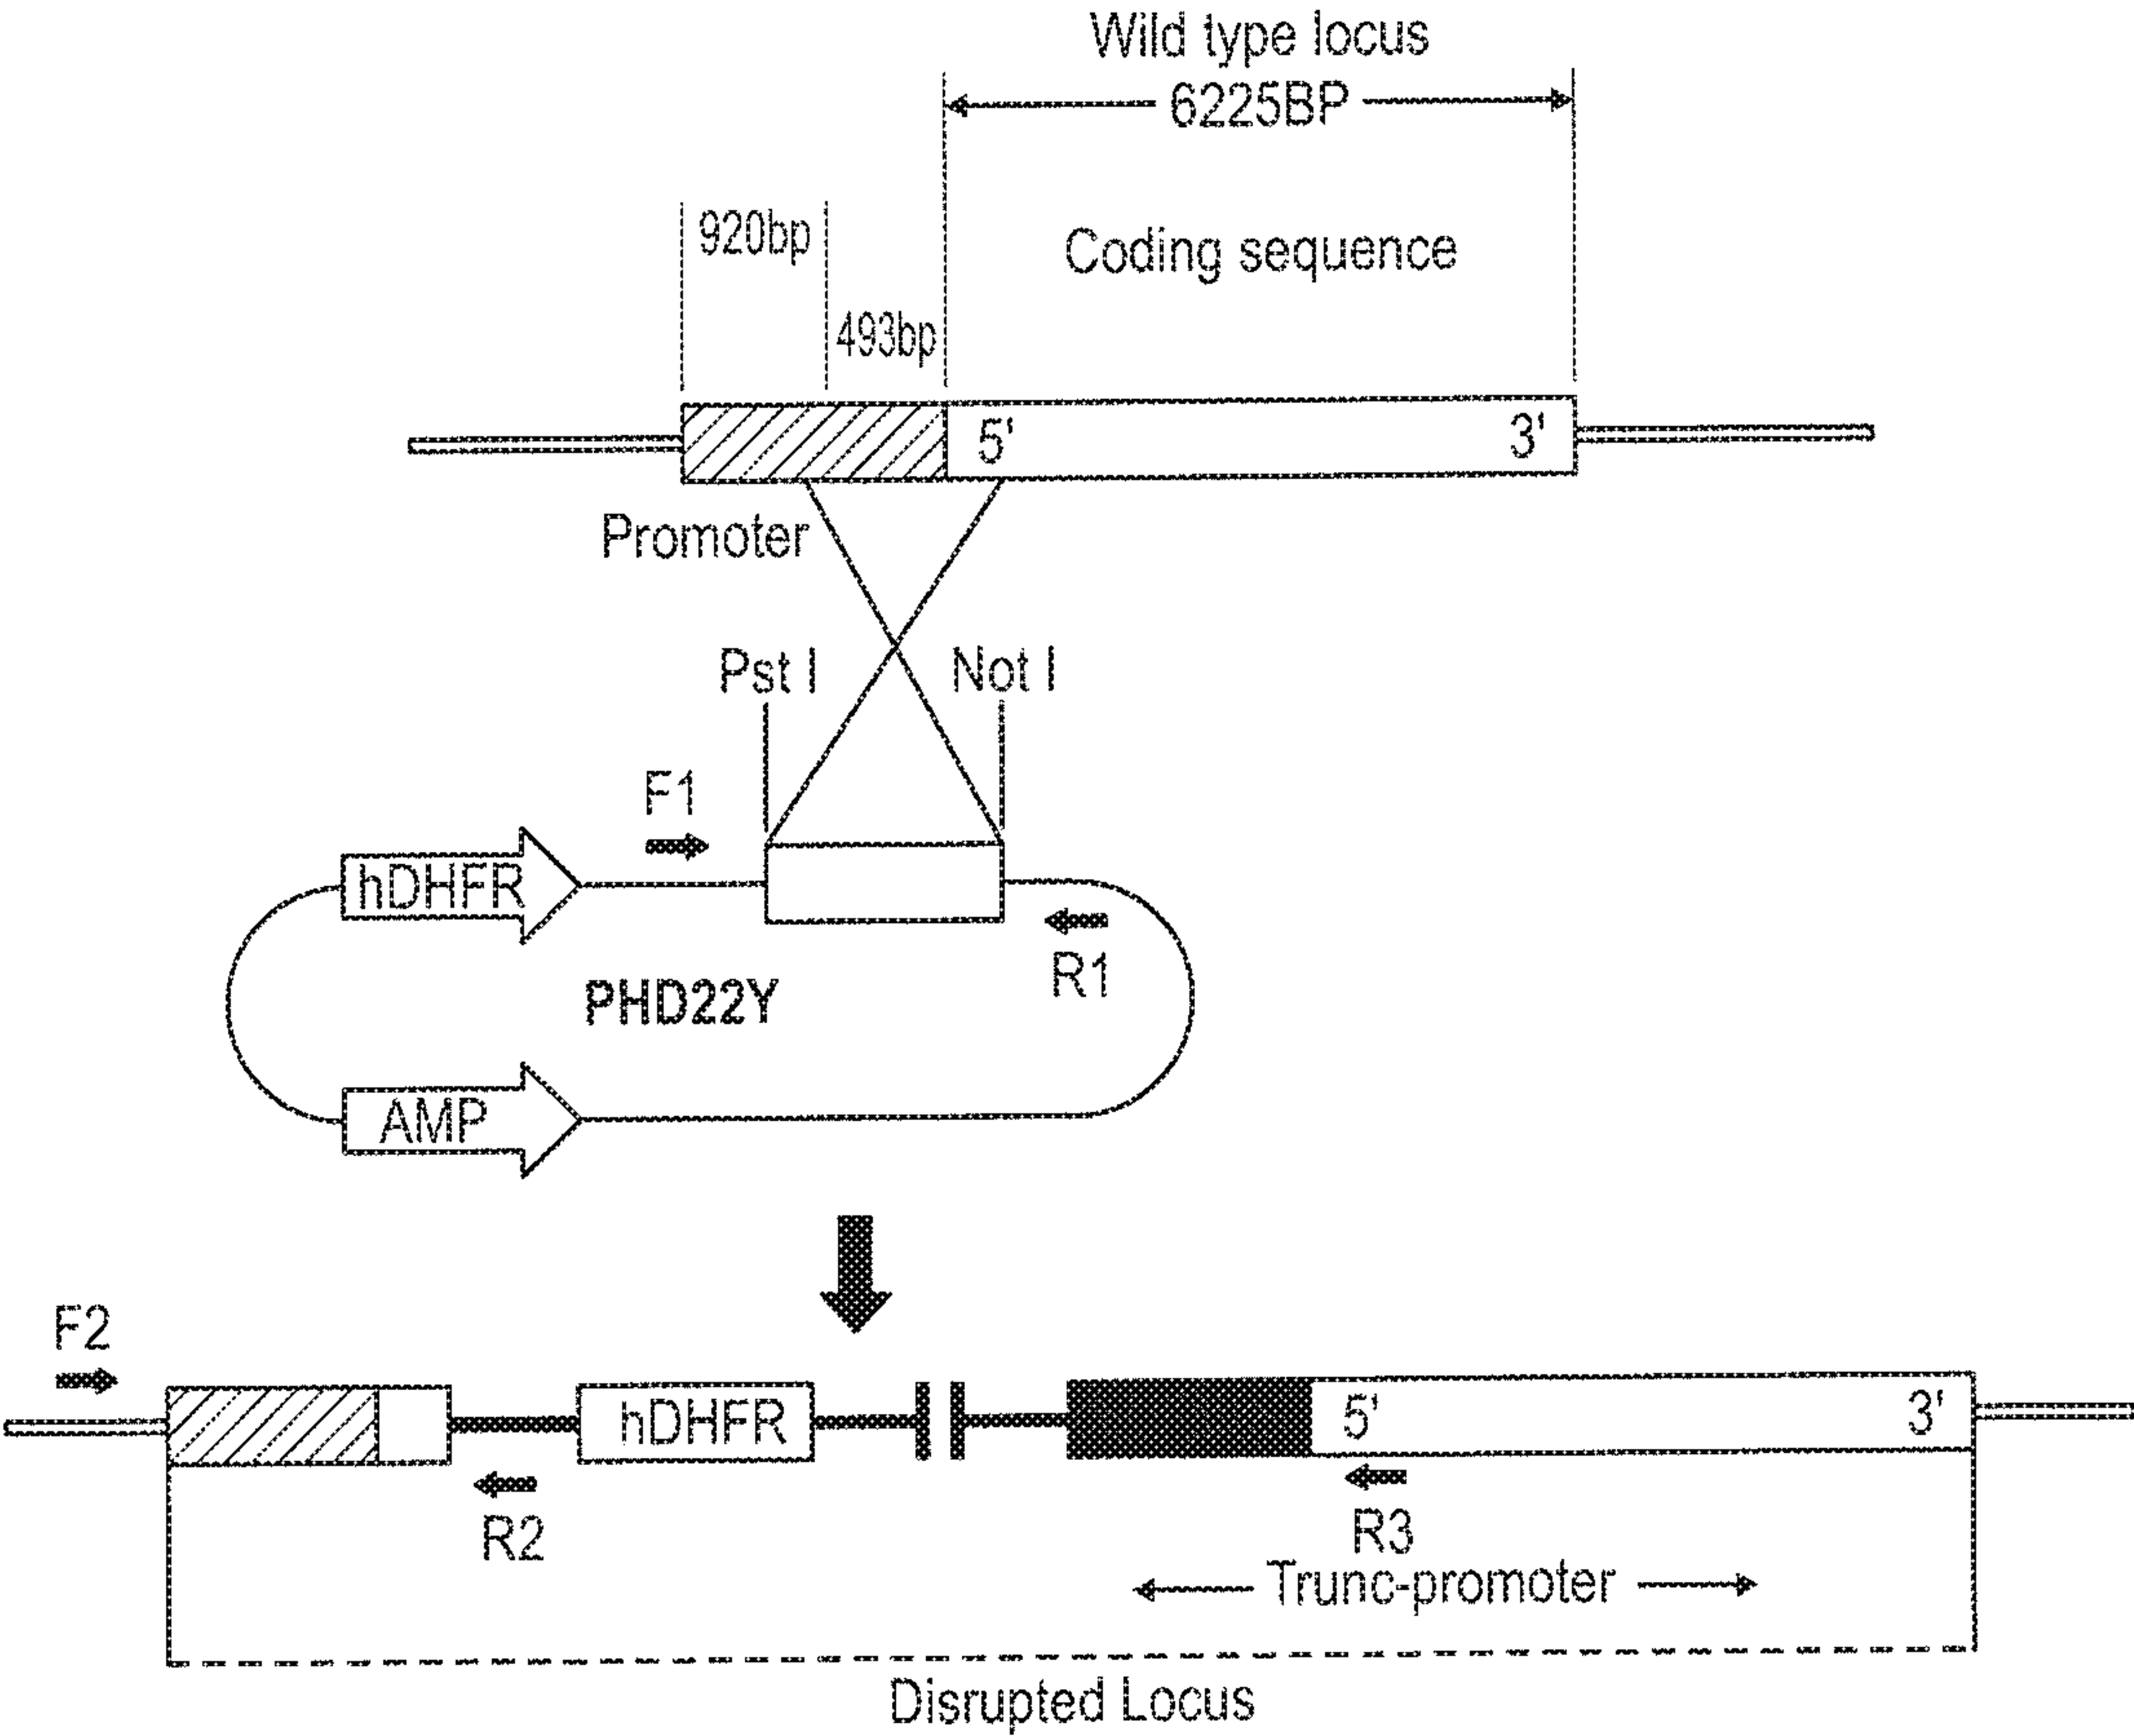 Wild type locus
6225BP
920bp
Coding sequence
493bp
5' 3'
Promoter
Pst I Not I
F1
hDHFR
R1
PHD22Y
AMP
F2
hDHFR 5' 3'
R2 R3
Trunc-promoter
Disrupted Locus